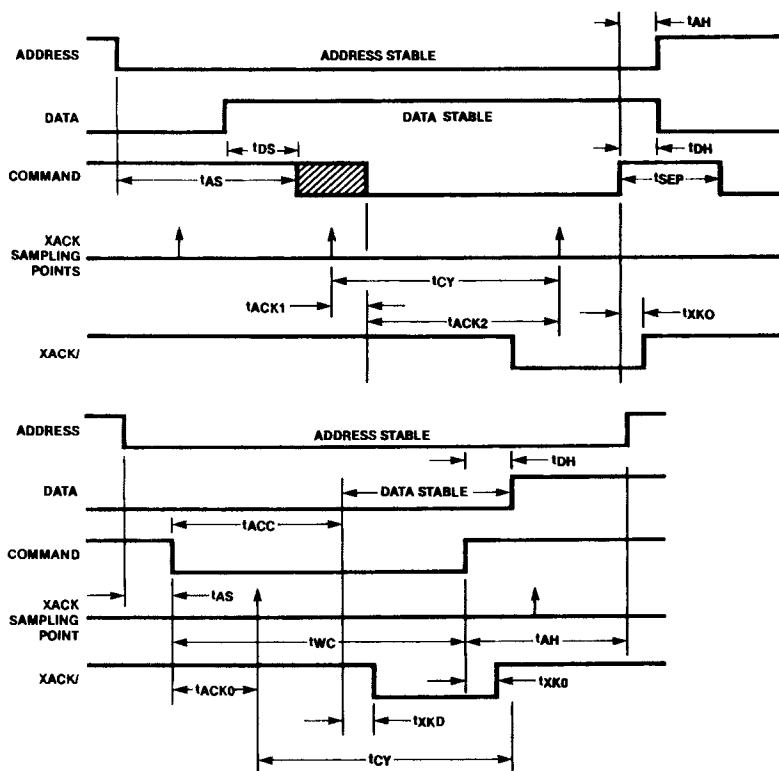 tAH
ADDRESS
ADDRESS STABLE
DATA
DATA STABLE
tDS
tDH
COMMAND
tAS
tSEP
XACK
SAMPLING
POINTS
tCY
tACK1
tACK2
tXKO
XACK/
ADDRESS
ADDRESS STABLE
tDH
DATA
DATA STABLE
tACC
COMMAND
tAS
XACK
SAMPLING
POINT
tWC
tAH
XACK/
tACK0
tXK0
tXKD
tCY